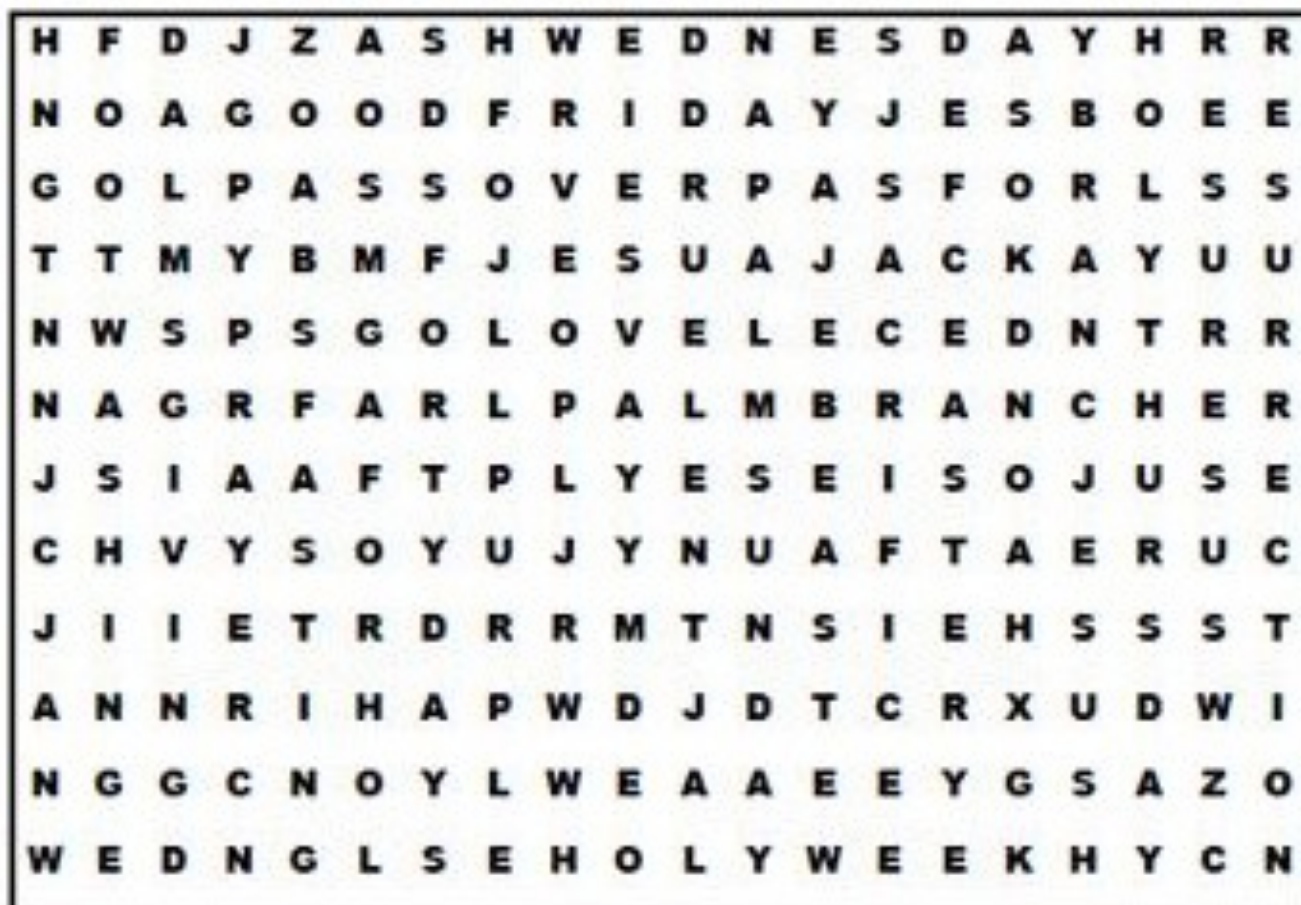 H F D J Z A S H W E D N E S D A Y H R R
N O A G O O D F R I D A Y J E S B O E E
G O L P A S S O V E R P A S F O R L S S
T T M Y B M F J E S U A J A C K A Y U U
N W S P S G O L O V E L E C E D N T R R
N A G R F A R L P A L M B R A N C H E R
J S I A A F T P L Y E S E I S O J U S E
C H V Y S O Y U J Y N U A F T A E R U C
J I I E T R D R R M T N S I E H S S S T
A N N R I H A P W D J D T C R X U D W I
N G G C N O Y L W E A A E E Y G S A Z O
W E D N G L S E H O L Y W E E K H Y C N